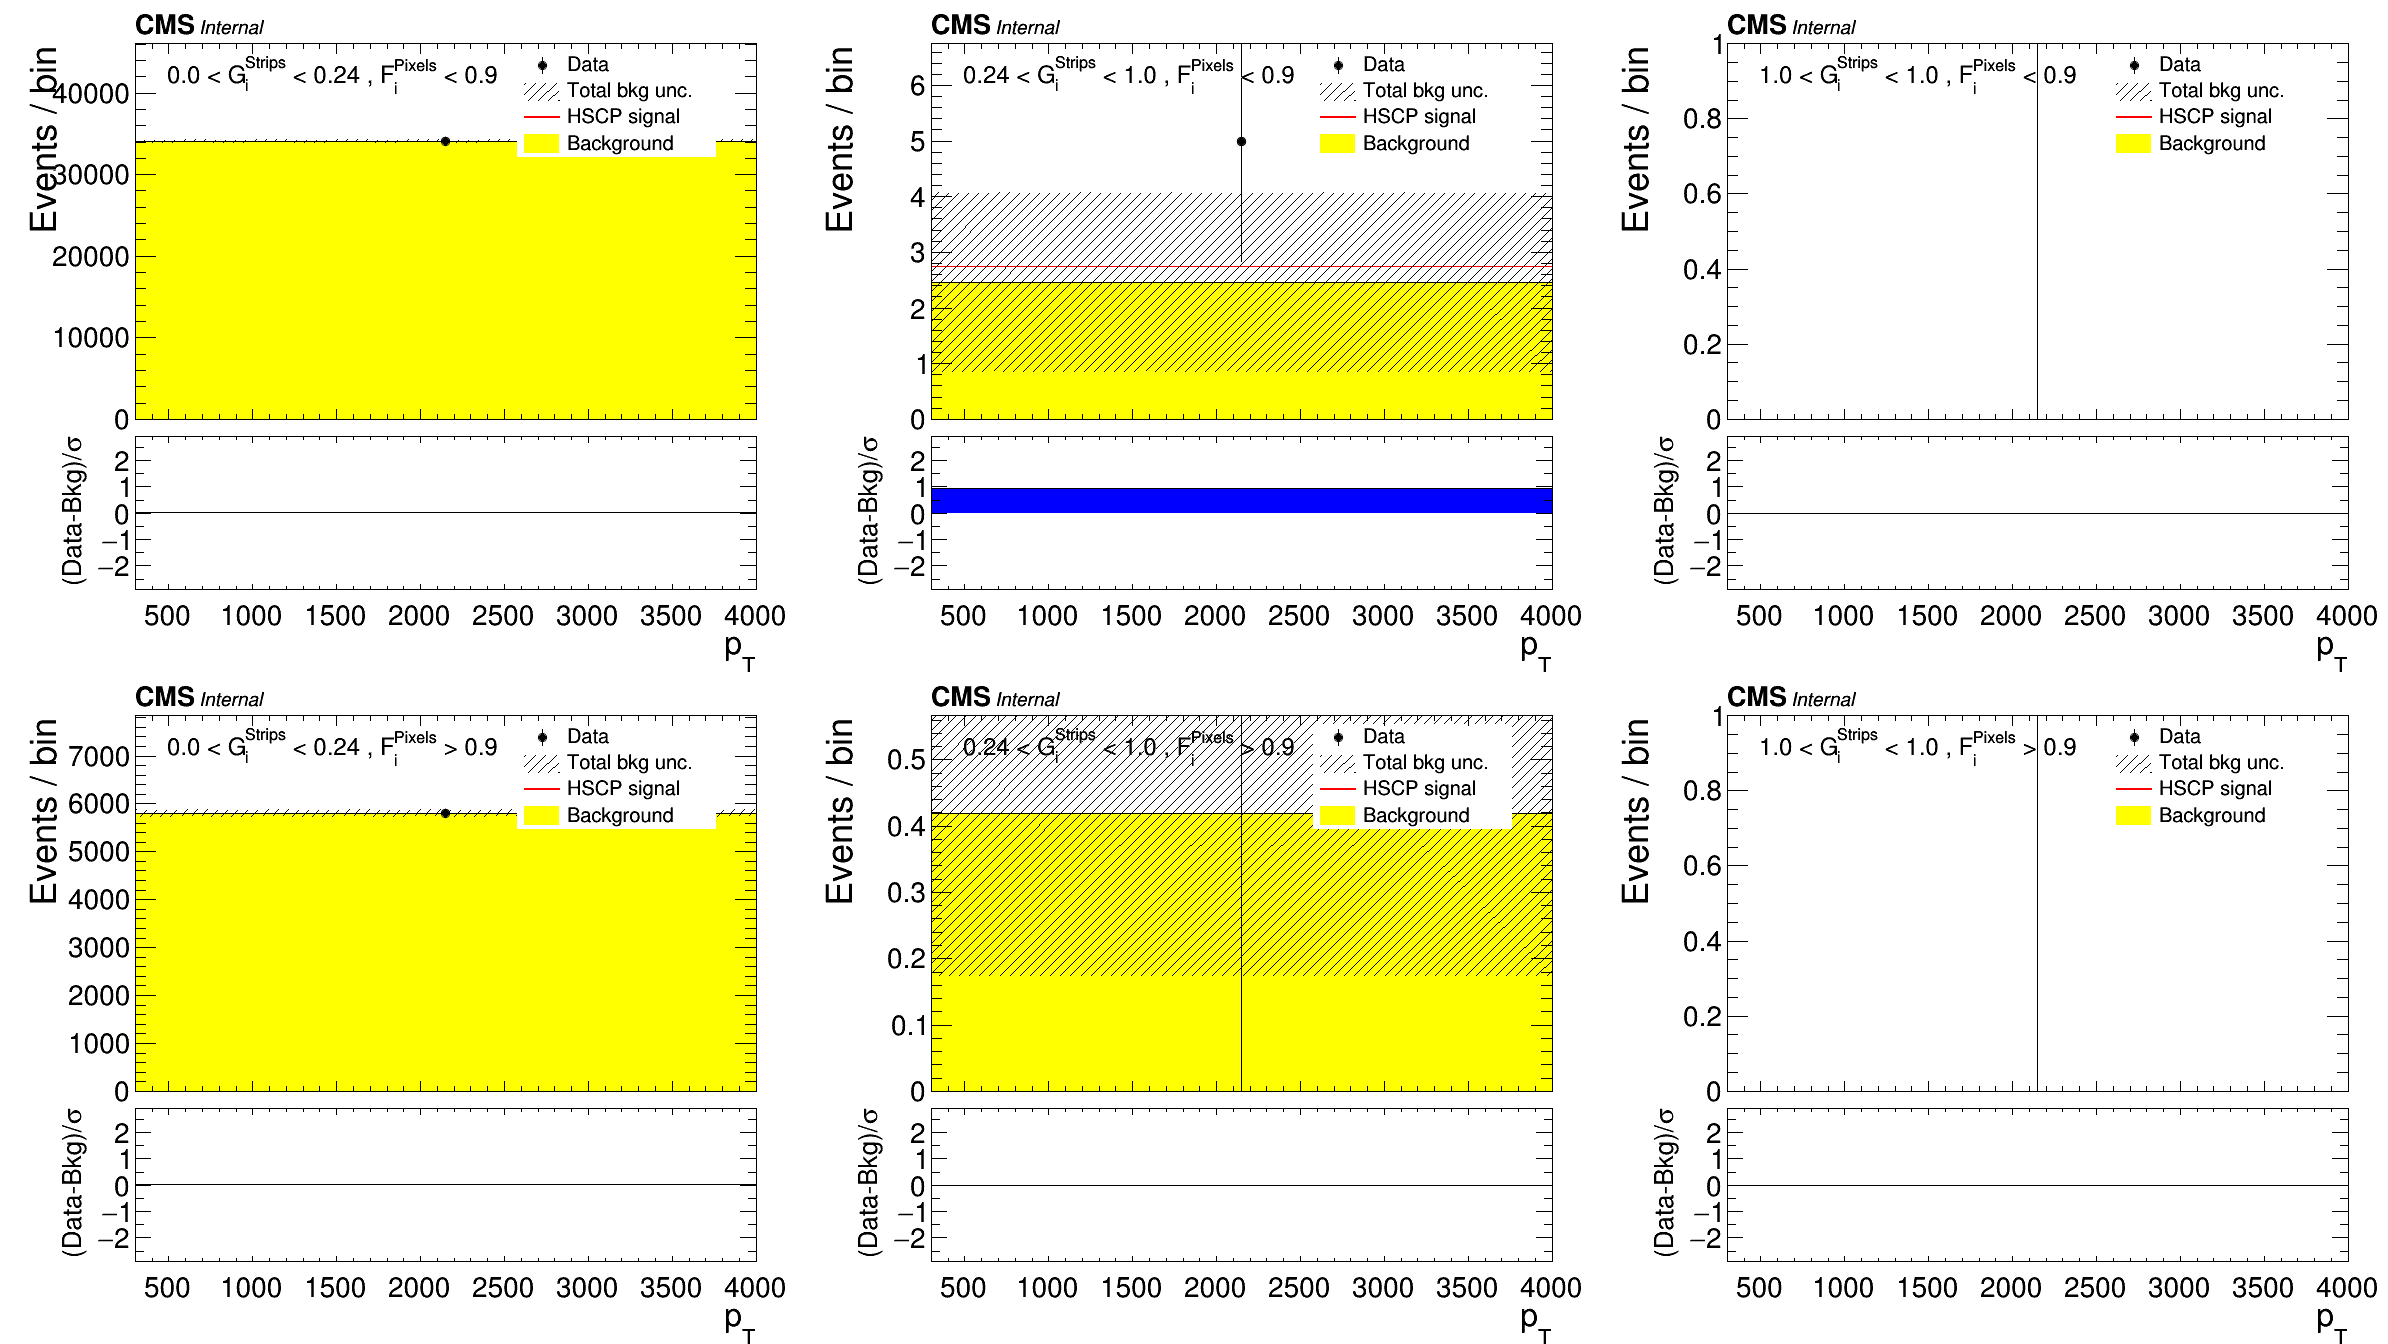 CMS Internal
Events / bin
0.0 < G_i^Strips < 0.24 , F_i^Pixels < 0.9
Data
Total bkg unc.
HSCP signal
Background
40000
30000
20000
10000
0
(Data-Bkg)/σ
2
1
0
−1
−2
500 1000 1500 2000 2500 3000 3500 4000
p_T
CMS Internal
Events / bin
0.24 < G_i^Strips < 1.0 , F_i^Pixels < 0.9
Data
Total bkg unc.
HSCP signal
Background
6
5
4
3
2
1
0
(Data-Bkg)/σ
2
1
0
−1
−2
500 1000 1500 2000 2500 3000 3500 4000
p_T
CMS Internal
Events / bin
1.0 < G_i^Strips < 1.0 , F_i^Pixels < 0.9
Data
Total bkg unc.
HSCP signal
Background
1
0.8
0.6
0.4
0.2
0
(Data-Bkg)/σ
2
1
0
−1
−2
500 1000 1500 2000 2500 3000 3500 4000
p_T
CMS Internal
Events / bin
0.0 < G_i^Strips < 0.24 , F_i^Pixels > 0.9
Data
Total bkg unc.
HSCP signal
Background
7000
6000
5000
4000
3000
2000
1000
0
(Data-Bkg)/σ
2
1
0
−1
−2
500 1000 1500 2000 2500 3000 3500 4000
p_T
CMS Internal
Events / bin
0.24 < G_i^Strips < 1.0 , F_i^Pixels > 0.9
Data
Total bkg unc.
HSCP signal
Background
0.5
0.4
0.3
0.2
0.1
0
(Data-Bkg)/σ
2
1
0
−1
−2
500 1000 1500 2000 2500 3000 3500 4000
p_T
CMS Internal
Events / bin
1.0 < G_i^Strips < 1.0 , F_i^Pixels > 0.9
Data
Total bkg unc.
HSCP signal
Background
1
0.8
0.6
0.4
0.2
0
(Data-Bkg)/σ
2
1
0
−1
−2
500 1000 1500 2000 2500 3000 3500 4000
p_T